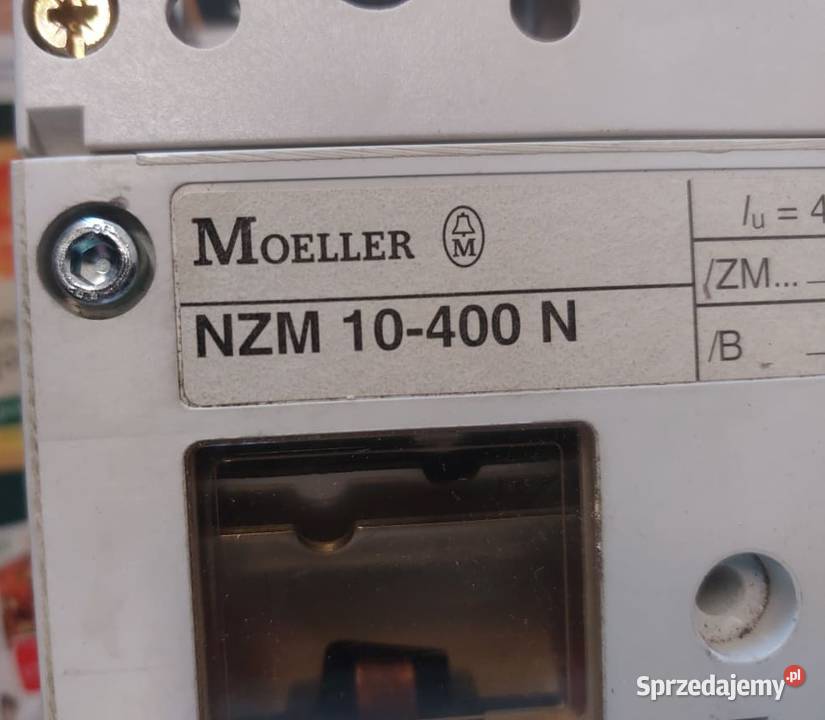 MOELLER M
NZM 10-400 N
Iu = 4
/ZM...
/B
Sprzedajemy.pl